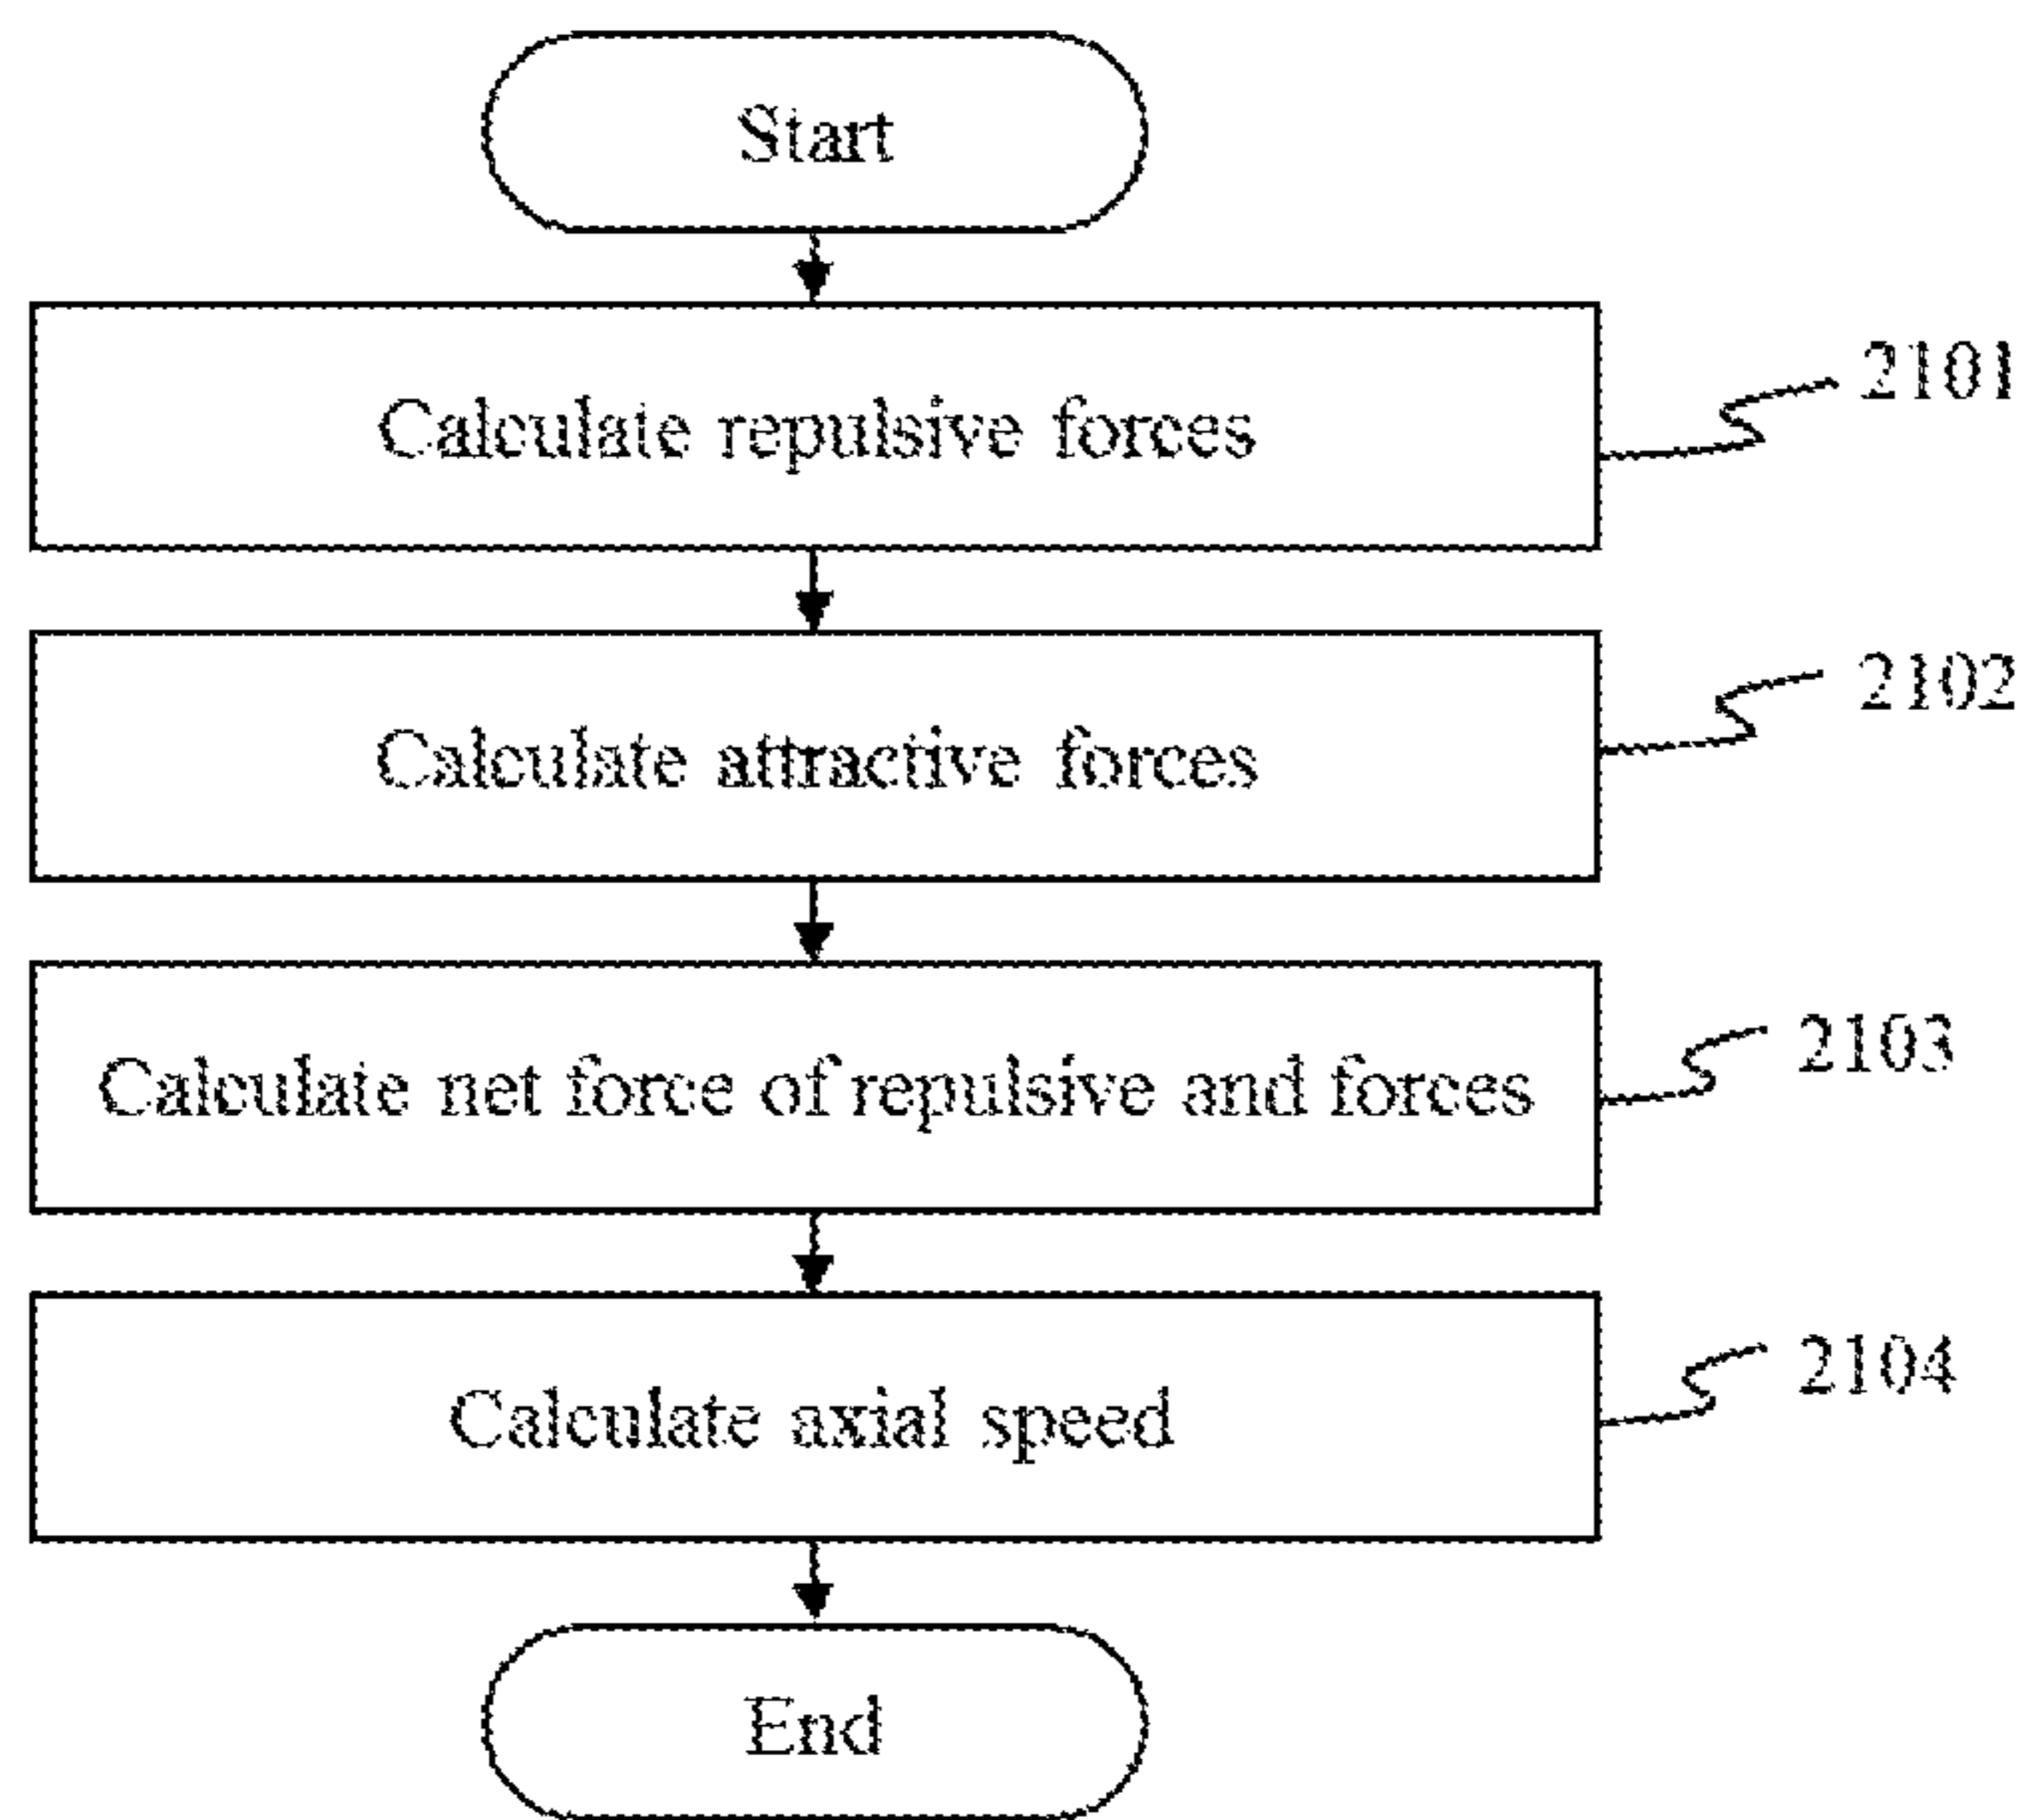 Start
Calculate repulsive forces
2101
Calculate attractive forces
2102
Calculate net force of repulsive and forces
2103
Calculate axial speed
2104
End